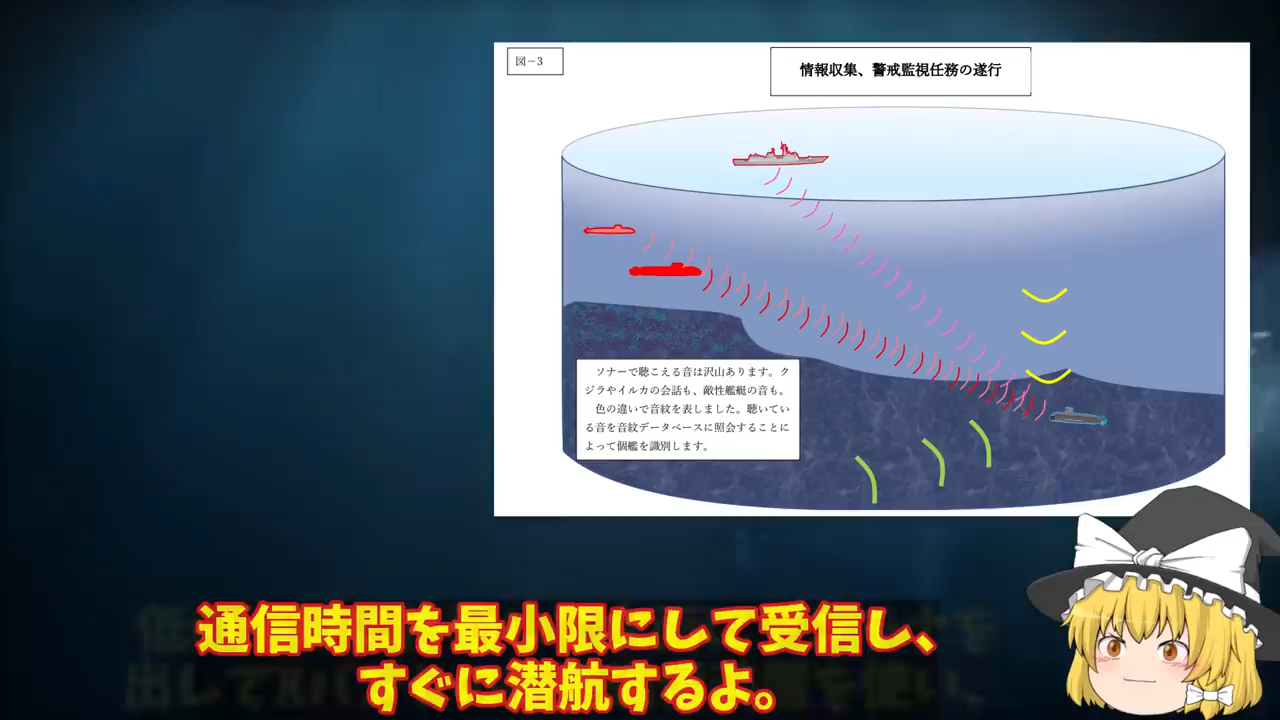 図－3
情報収集、警戒監視任務の遂行
ソナーで聴こえる音は沢山あります。ク
ジラやイルカの会話も、敵性艦艇の音も。
色の違いで音紋を表しました。聴いてい
る音を音紋データベースに照会することに
よって個艦を識別します。
通信時間を最小限にして受信し、
すぐに潜航するよ。